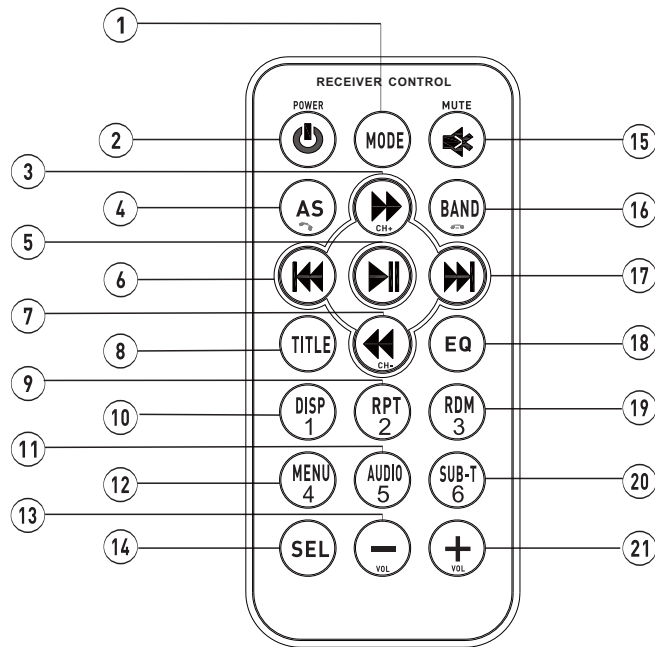 1
RECEIVER CONTROL
POWER
MUTE
2
MODE
15
3
4
AS
CH+
BAND
16
5
6
17
7
8
TITLE
CH-
EQ
18
9
10
DISP
1
RPT
2
RDM
3
19
11
12
MENU
4
AUDIO
5
SUB-T
6
20
13
14
SEL
VOL
VOL
21